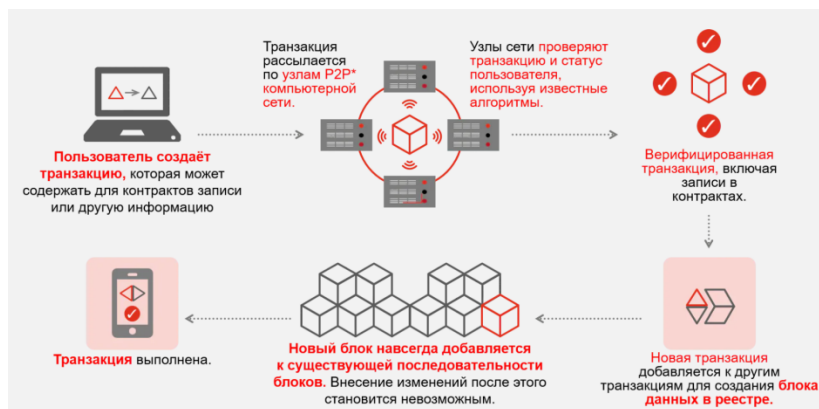 Транзакция
рассылается
по узлам P2P*
компьютерной
сети.
Узлы сети проверяют
транзакцию и статус
пользователя,
используя известные
алгоритмы.
Пользователь создаёт
транзакцию, которая может
содержать для контрактов записи
или другую информацию
Верифицированная
транзакция, включая
записи в
контрактах.
Транзакция выполнена.
Новый блок навсегда добавляется
к существующей последовательности
блоков. Внесение изменений после этого
становится невозможным.
Новая транзакция
добавляется к другим
транзакциям для создания блока
данных в реестре.